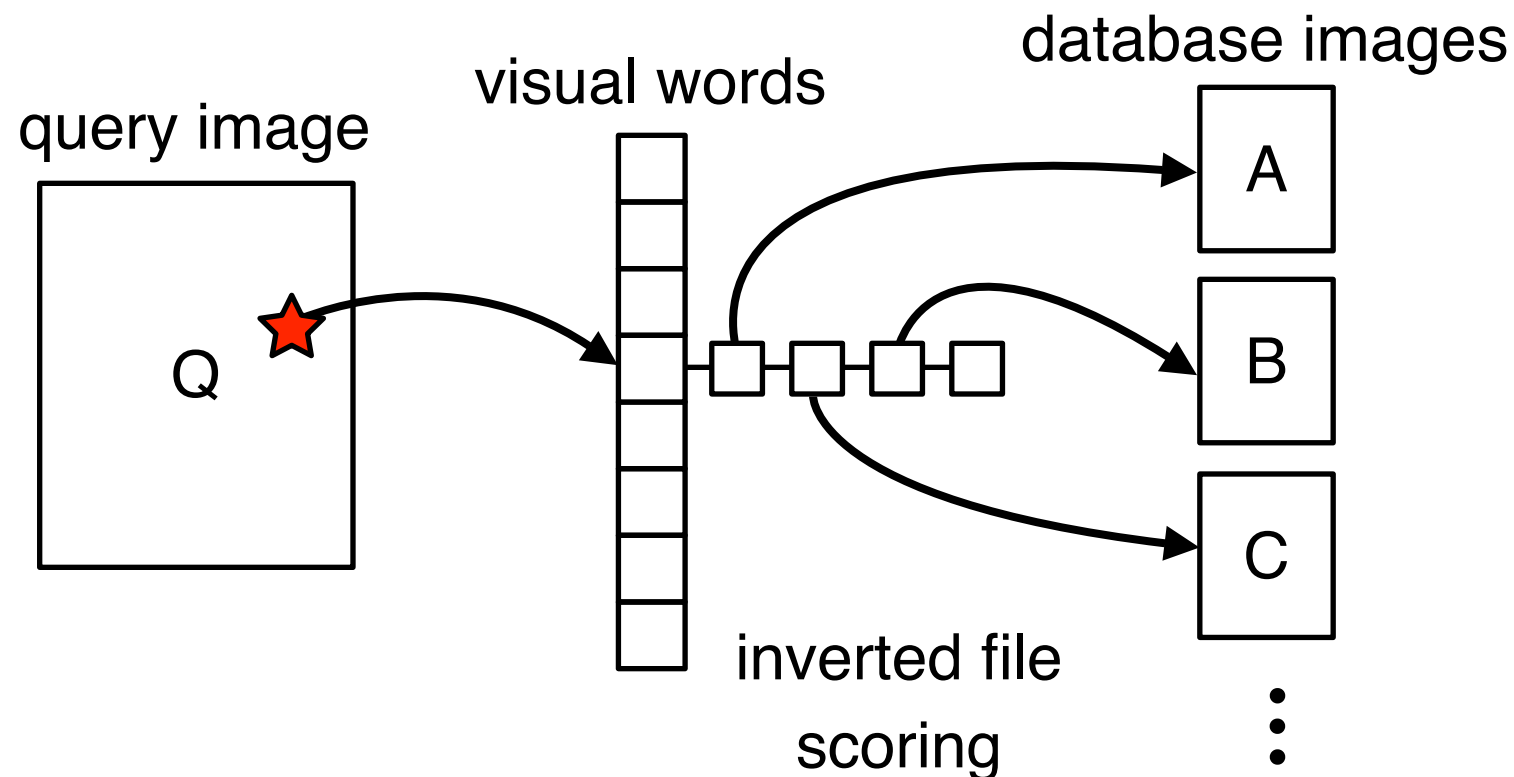 database images
visual words
query image
A
Q
B
C
inverted file
scoring